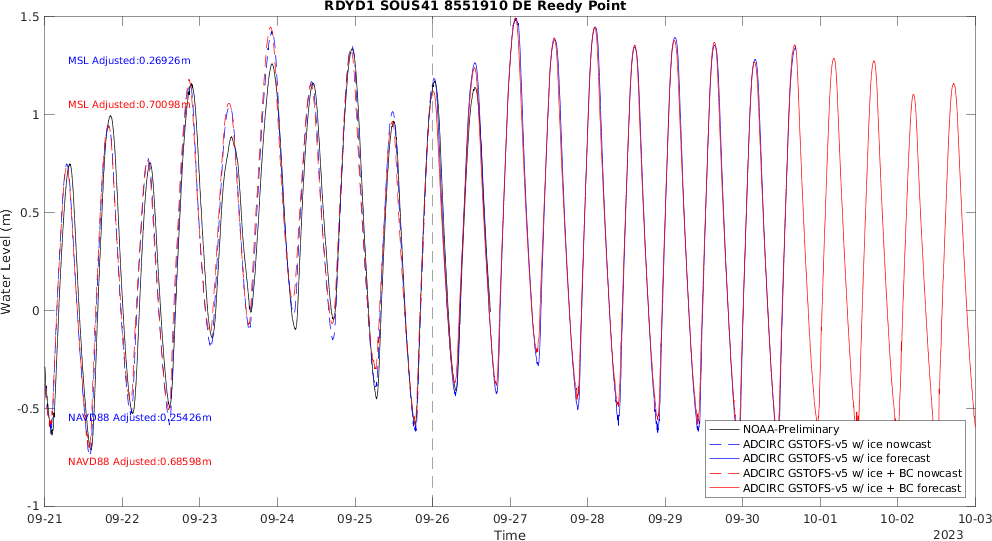 RDYD1 SOUS41 8551910 DE Reedy Point
1.5
1
0.5
0
-0.5
-1
Water Level (m)
MSL Adjusted:0.26926m
MSL Adjusted:0.70098m
NAVD88 Adjusted:0.25426m
NAVD88 Adjusted:0.68598m
NOAA-Preliminary
ADCIRC GSTOFS-v5 w/ ice nowcast
ADCIRC GSTOFS-v5 w/ ice forecast
ADCIRC GSTOFS-v5 w/ ice + BC nowcast
ADCIRC GSTOFS-v5 w/ ice + BC forecast
09-21 09-22 09-23 09-24 09-25 09-26 09-27 09-28 09-29 09-30 10-01 10-02 10-03
Time
2023